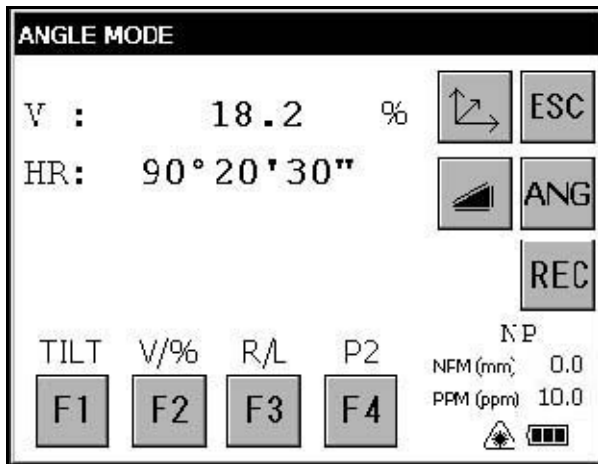 ANGLE MODE
V : 18.2 %
HR: 90°20'30"
ESC
ANG
REC
TILT V/% R/L P2
F1 F2 F3 F4
NP
NFM (mm) 0.0
PPM (ppm) 10.0